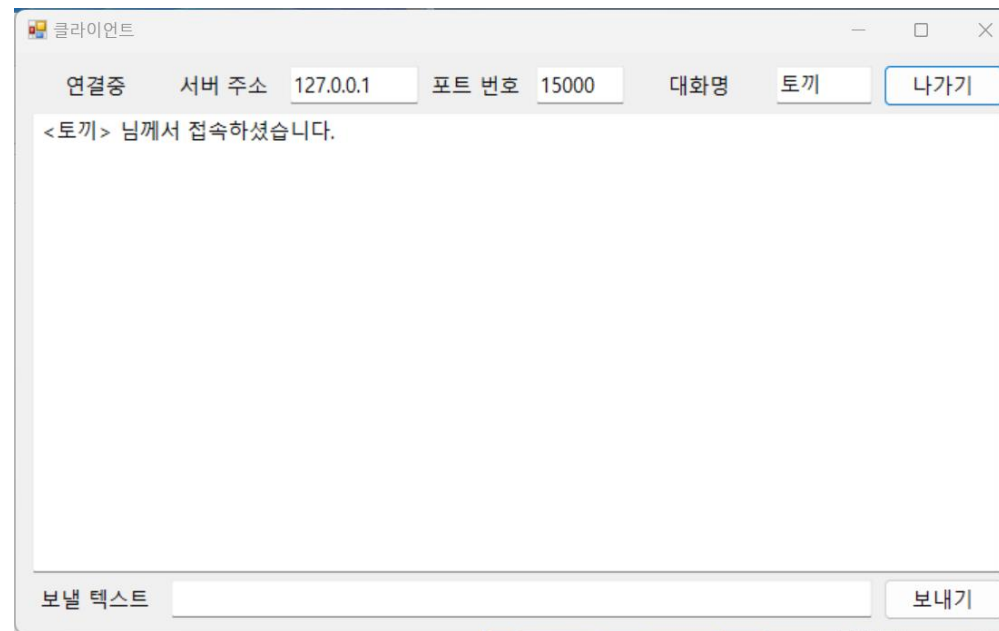 클라이언트
연결중 서버 주소 127.0.0.1 포트 번호 15000 대화명 토끼 나가기
<토끼> 님께서 접속하셨습니다.
보낼 텍스트 보내기